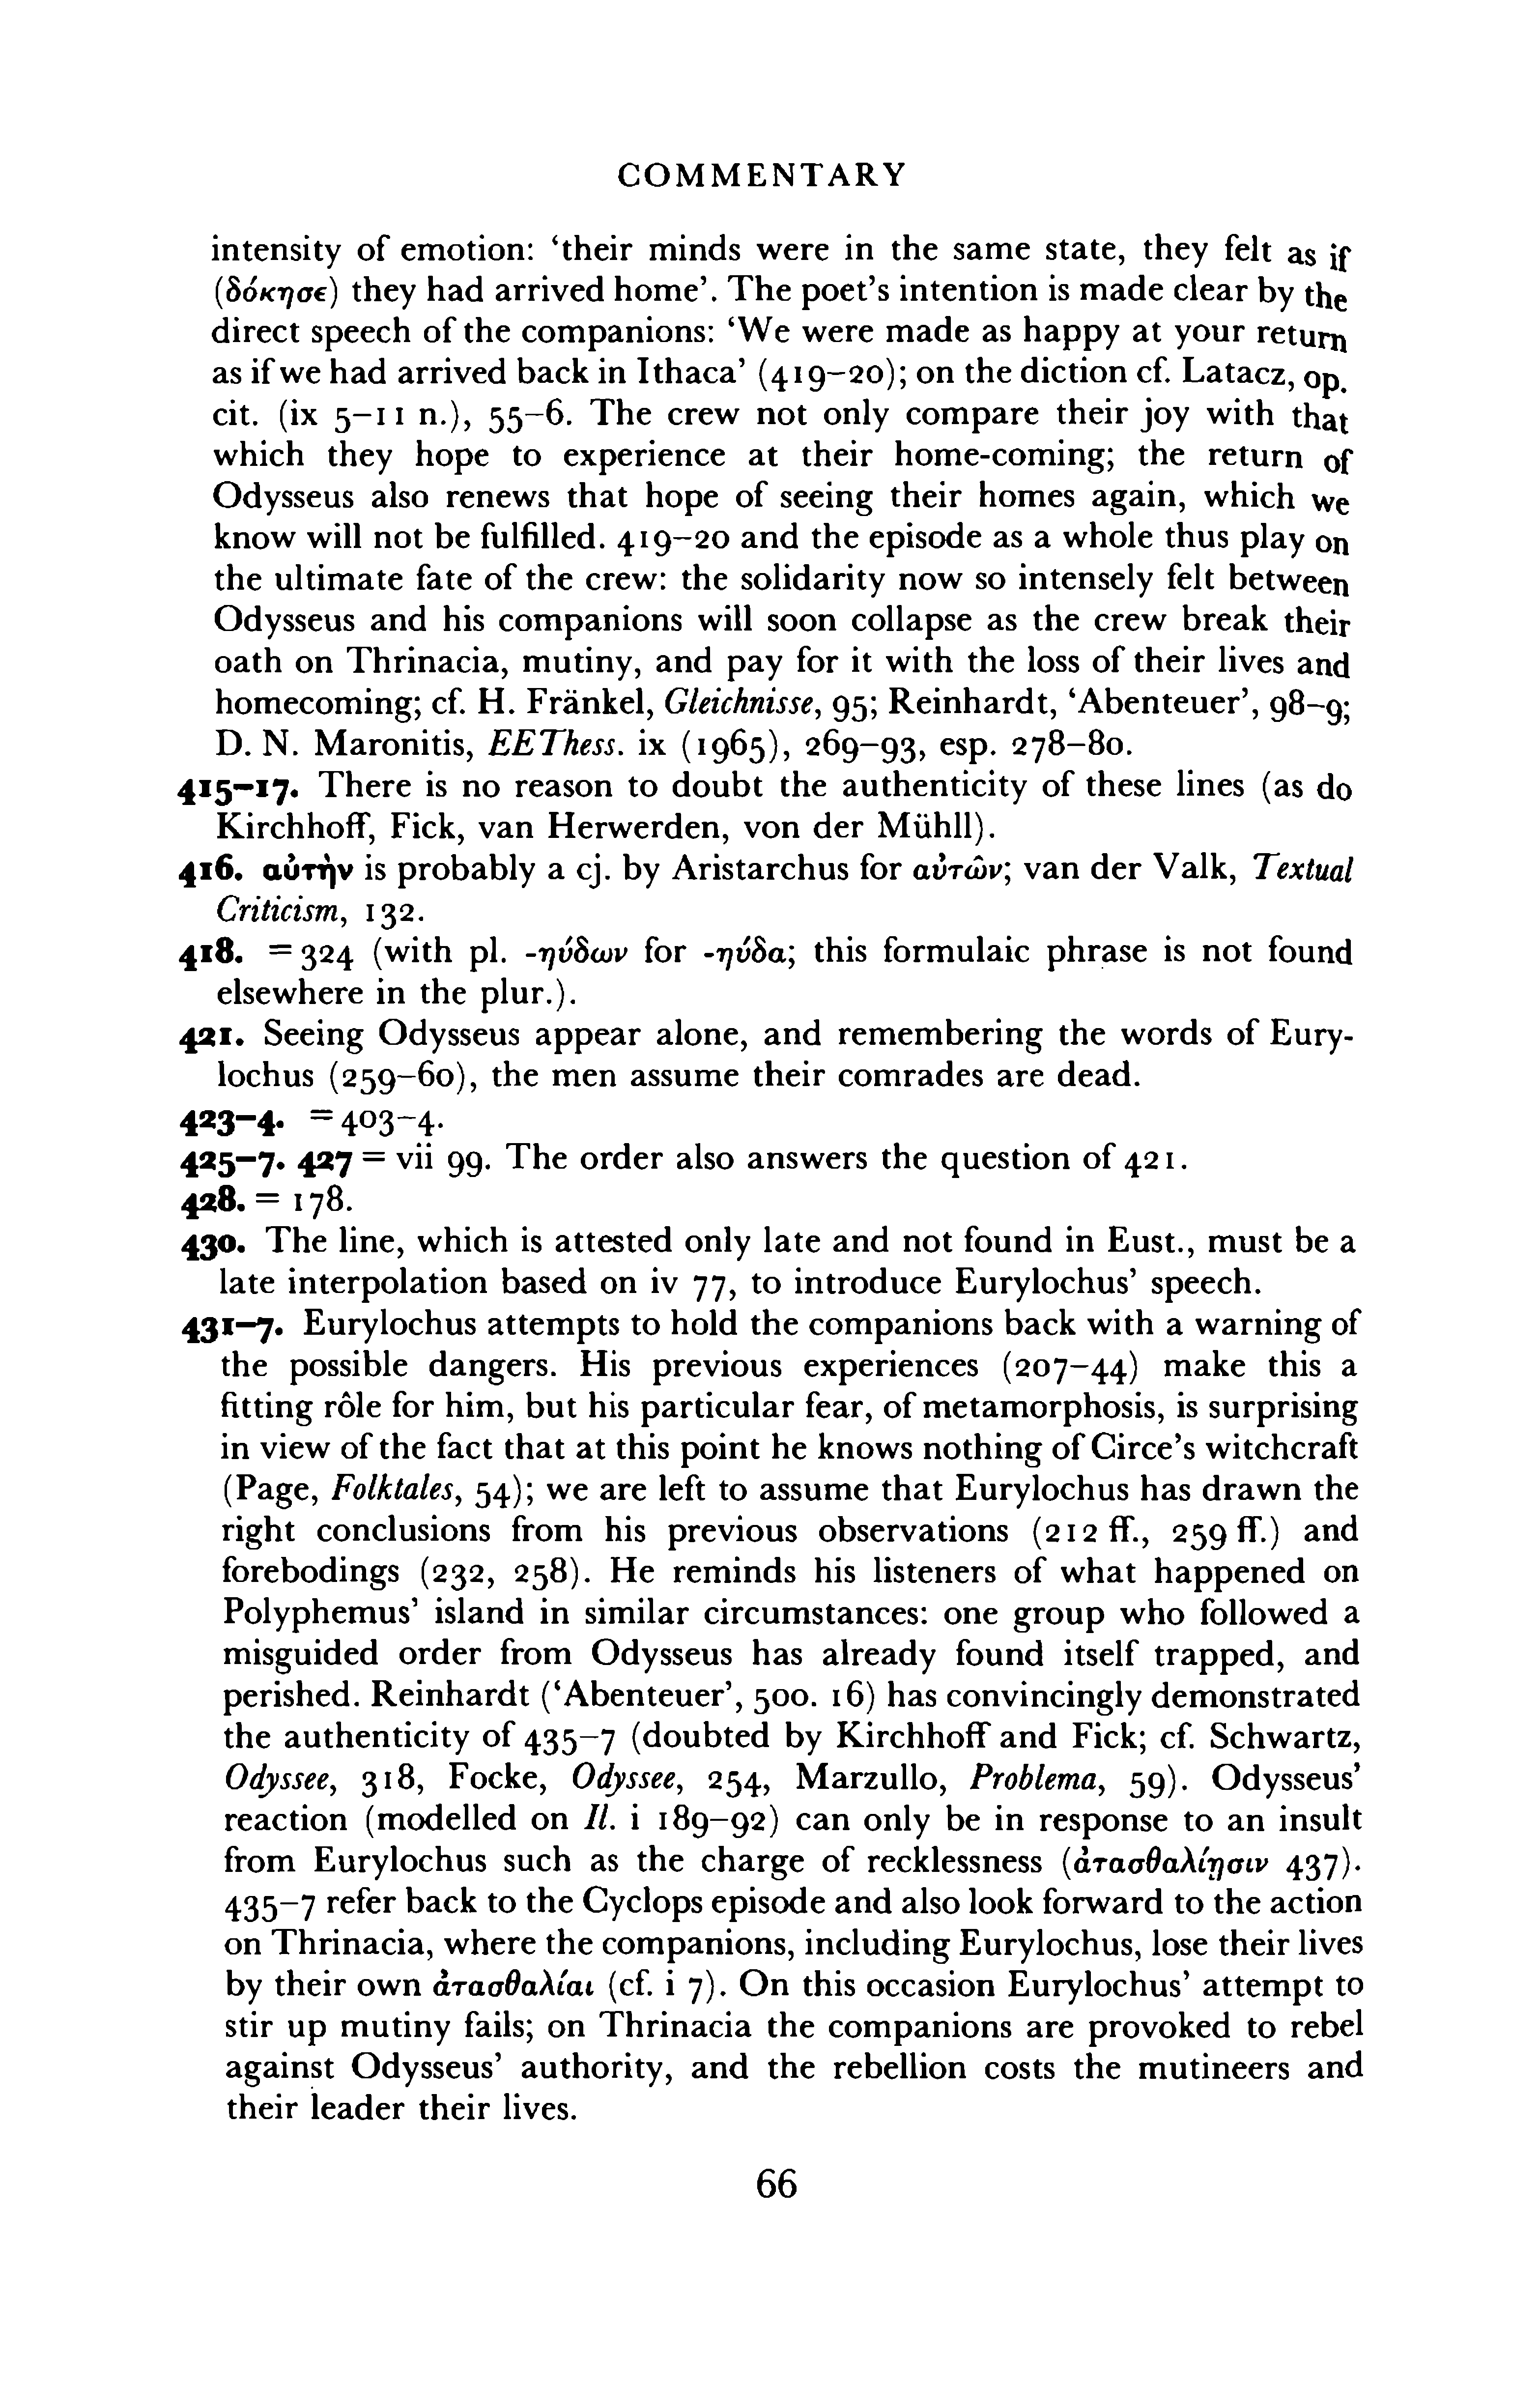 COMMENTARY
intensity of emotion: ‘their minds were in the same state, they felt as if
(δόκησε) they had arrived home’. The poet’s intention is made clear by the
direct speech of the companions: ‘We were made as happy at your return
as if we had arrived back in Ithaca’ (419–20); on the diction cf. Latacz, op.
cit. (ix 5–11 n.), 55–6. The crew not only compare their joy with that
which they hope to experience at their home-coming; the return of
Odysseus also renews that hope of seeing their homes again, which we
know will not be fulfilled. 419–20 and the episode as a whole thus play on
the ultimate fate of the crew: the solidarity now so intensely felt between
Odysseus and his companions will soon collapse as the crew break their
oath on Thrinacia, mutiny, and pay for it with the loss of their lives and
homecoming; cf. H. Fränkel, Gleichnisse, 95; Reinhardt, ‘Abenteuer’, 98–9;
D. N. Maronitis, EEThess. ix (1965), 269–93, esp. 278–80.
415–17. There is no reason to doubt the authenticity of these lines (as do
Kirchhoff, Fick, van Herwerden, von der Mühll).
416. αὐτὴν is probably a cj. by Aristarchus for αὐτῶν; van der Valk, Textual
Criticism, 132.
418. = 324 (with pl. -ηύδων for -ηύδα; this formulaic phrase is not found
elsewhere in the plur.).
421. Seeing Odysseus appear alone, and remembering the words of Eury-
lochus (259–60), the men assume their comrades are dead.
423–4. = 403–4.
425–7. 427 = vii 99. The order also answers the question of 421.
428. = 178.
430. The line, which is attested only late and not found in Eust., must be a
late interpolation based on iv 77, to introduce Eurylochus’ speech.
431–7. Eurylochus attempts to hold the companions back with a warning of
the possible dangers. His previous experiences (207–44) make this a
fitting rôle for him, but his particular fear, of metamorphosis, is surprising
in view of the fact that at this point he knows nothing of Circe’s witchcraft
(Page, Folktales, 54); we are left to assume that Eurylochus has drawn the
right conclusions from his previous observations (212 ff., 259 ff.) and
forebodings (232, 258). He reminds his listeners of what happened on
Polyphemus’ island in similar circumstances: one group who followed a
misguided order from Odysseus has already found itself trapped, and
perished. Reinhardt (‘Abenteuer’, 500. 16) has convincingly demonstrated
the authenticity of 435–7 (doubted by Kirchhoff and Fick; cf. Schwartz,
Odyssee, 318, Focke, Odyssee, 254, Marzullo, Problema, 59). Odysseus’
reaction (modelled on Il. i 189–92) can only be in response to an insult
from Eurylochus such as the charge of recklessness (ἀτασθαλίῃσιν 437).
435–7 refer back to the Cyclops episode and also look forward to the action
on Thrinacia, where the companions, including Eurylochus, lose their lives
by their own ἀτασθαλίαι (cf. i 7). On this occasion Eurylochus’ attempt to
stir up mutiny fails; on Thrinacia the companions are provoked to rebel
against Odysseus’ authority, and the rebellion costs the mutineers and
their leader their lives.
66